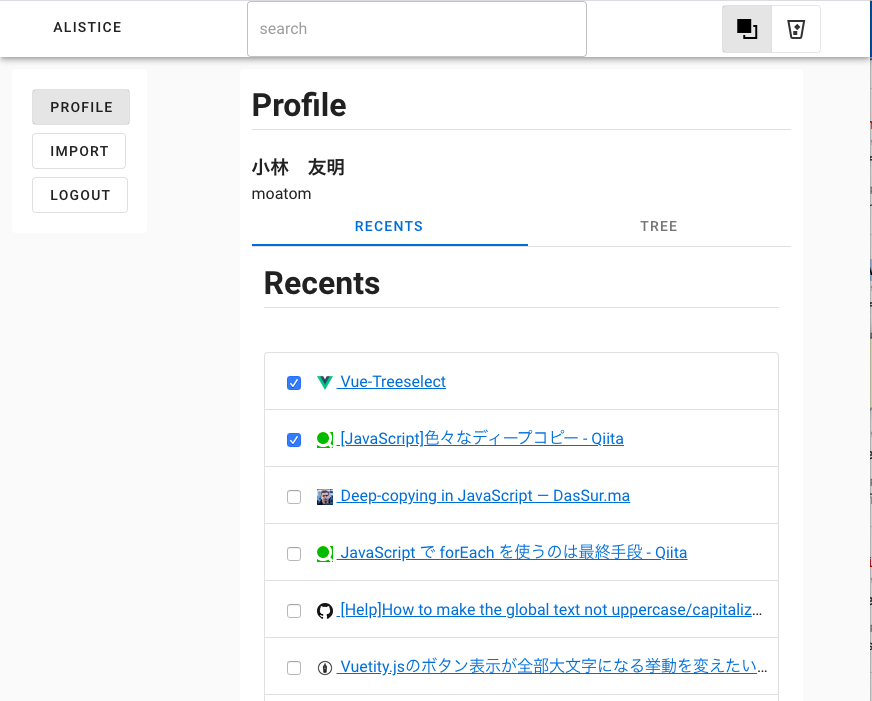 ALISTICE
search
PROFILE
IMPORT
LOGOUT
Profile
小林　友明
moatom
RECENTS
TREE
Recents
Vue-Treeselect
[JavaScript]色々なディープコピー - Qiita
Deep-copying in JavaScript — DasSur.ma
JavaScript で forEach を使うのは最終手段 - Qiita
[Help]How to make the global text not uppercase/capitaliz…
Vuetity.jsのボタン表示が全部大文字になる挙動を変えたい…